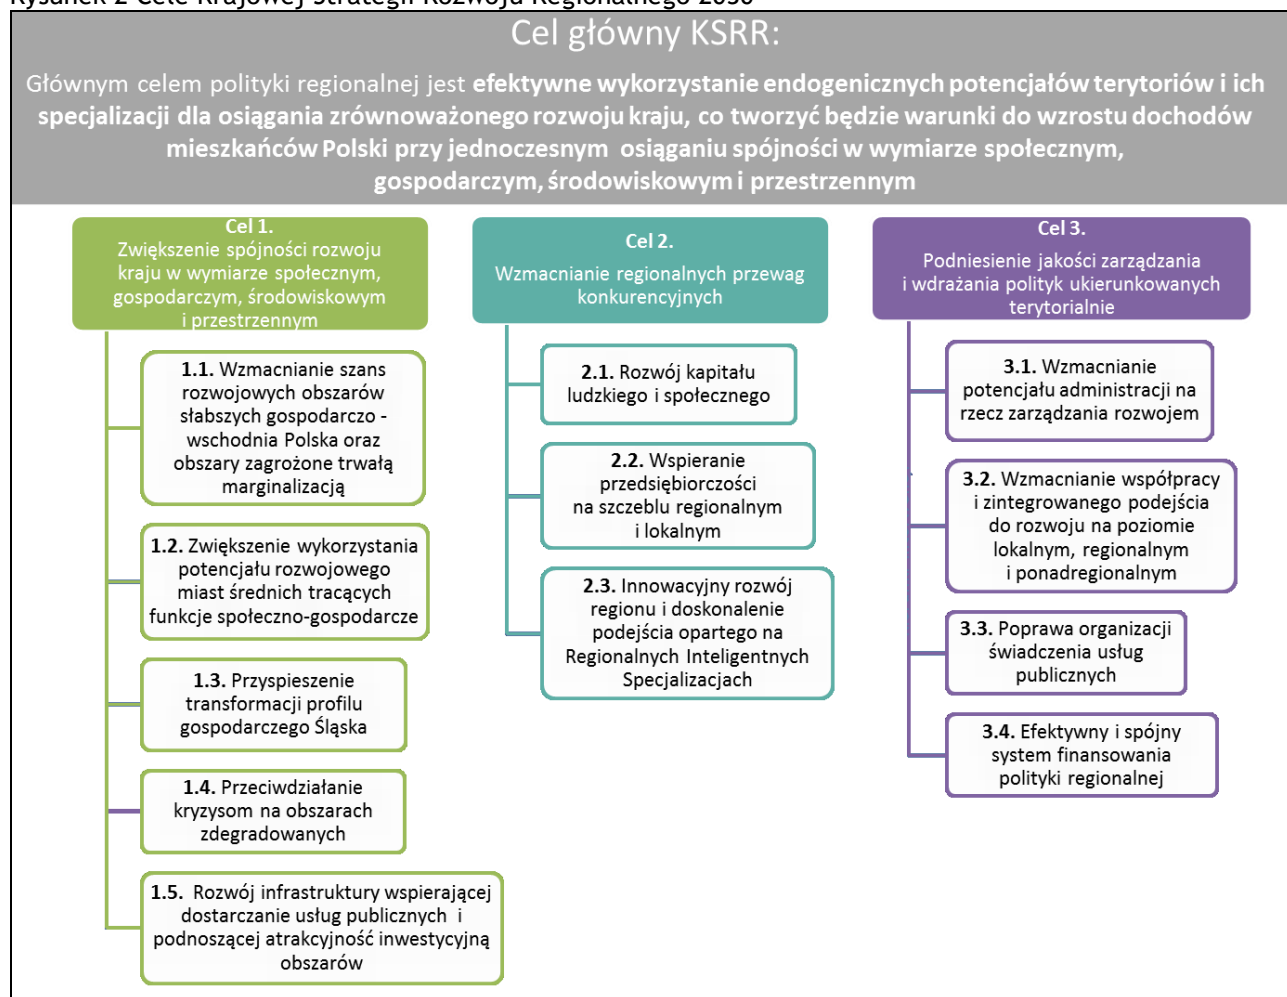 Rysunek 2 Cele Krajowej Strategii Rozwoju Regionalnego 2030
Cel główny KSRR:
Głównym celem polityki regionalnej jest efektywne wykorzystanie endogenicznych potencjałów terytoriów i ich
specjalizacji dla osiągania zrównoważonego rozwoju kraju, co tworzyć będzie warunki do wzrostu dochodów
mieszkańców Polski przy jednoczesnym osiąganiu spójności w wymiarze społecznym,
gospodarczym, środowiskowym i przestrzennym
Cel 1.
Zwiększenie spójności rozwoju
kraju w wymiarze społecznym,
gospodarczym, środowiskowym
i przestrzennym
1.1. Wzmacnianie szans
rozwojowych obszarów
słabszych gospodarczo -
wschodnia Polska oraz
obszary zagrożone trwałą
marginalizacją
1.2. Zwiększenie wykorzystania
potencjału rozwojowego
miast średnich tracących
funkcje społeczno-gospodarcze
1.3. Przyspieszenie
transformacji profilu
gospodarczego Śląska
1.4. Przeciwdziałanie
kryzysom na obszarach
zdegradowanych
1.5. Rozwój infrastruktury wspierającej
dostarczanie usług publicznych i
podnoszącej atrakcyjność inwestycyjną
obszarów
Cel 2.
Wzmacnianie regionalnych przewag
konkurencyjnych
2.1. Rozwój kapitału
ludzkiego i społecznego
2.2. Wspieranie
przedsiębiorczości
na szczeblu regionalnym
i lokalnym
2.3. Innowacyjny rozwój
regionu i doskonalenie
podejścia opartego na
Regionalnych Inteligentnych
Specjalizacjach
Cel 3.
Podniesienie jakości zarządzania
i wdrażania polityk ukierunkowanych
terytorialnie
3.1. Wzmacnianie
potencjału administracji na
rzecz zarządzania rozwojem
3.2. Wzmacnianie współpracy
i zintegrowanego podejścia
do rozwoju na poziomie
lokalnym, regionalnym
i ponadregionalnym
3.3. Poprawa organizacji
świadczenia usług
publicznych
3.4. Efektywny i spójny
system finansowania
polityki regionalnej